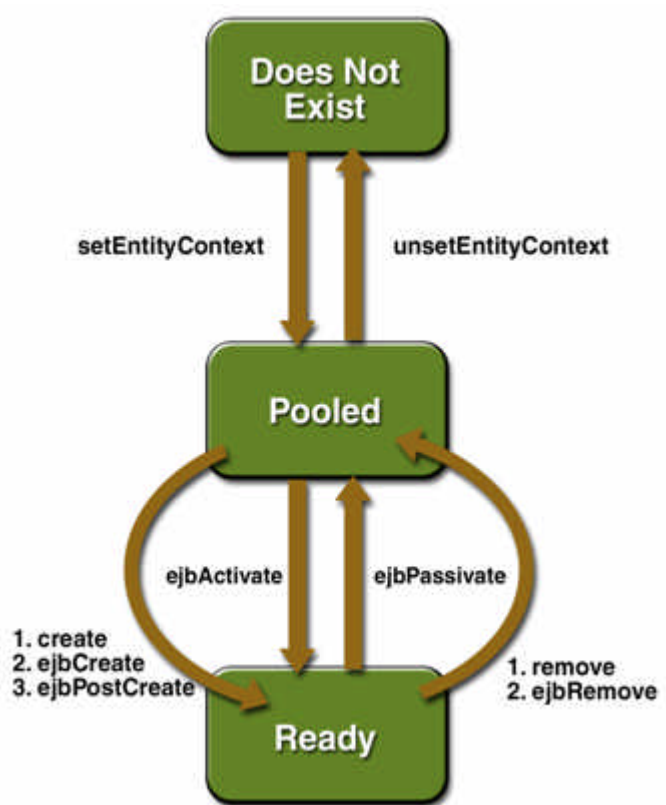 Does Not
Exist
setEntityContext
unsetEntityContext
Pooled
ejbActivate
ejbPassivate
1. create
2. ejbCreate
3. ejbPostCreate
1. remove
2. ejbRemove
Ready